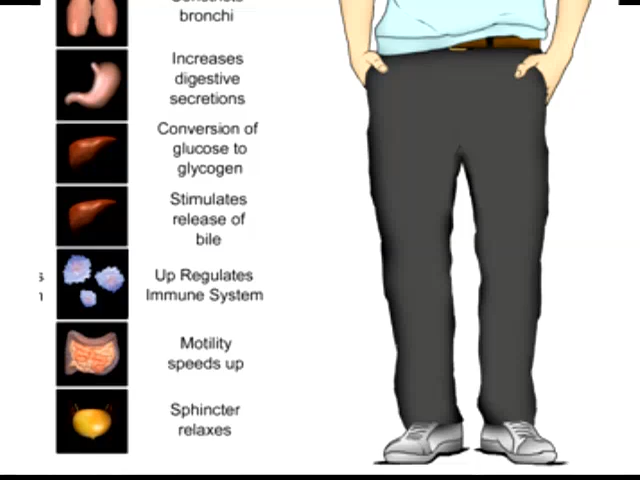 bronchi
Increases
digestive
secretions
Conversion of
glucose to
glycogen
Stimulates
release of
bile
Up Regulates
Immune System
Motility
speeds up
Sphincter
relaxes